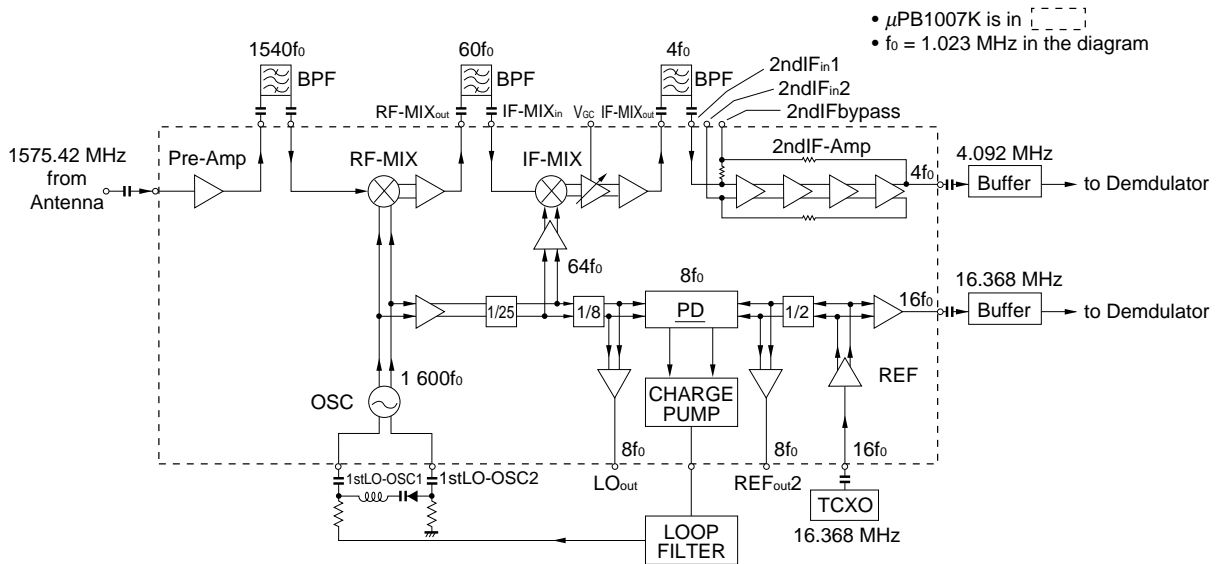 • μPB1007K is in
• f0 = 1.023 MHz in the diagram
1540f0
BPF
60f0
BPF
4f0
BPF
2ndIFin1
2ndIFin2
2ndIFbypass
RF-MIXout
IF-MIXin
VGC
IF-MIXout
1575.42 MHz
from
Antenna
Pre-Amp
RF-MIX
IF-MIX
2ndIF-Amp
4f0
4.092 MHz
Buffer
to Demdulator
64f0
8f0
1/25
1/8
PD
1/2
16f0
16.368 MHz
Buffer
to Demdulator
1 600f0
OSC
CHARGE
PUMP
REF
8f0
8f0
16f0
1stLO-OSC1
1stLO-OSC2
LOout
REFout2
TCXO
16.368 MHz
LOOP
FILTER